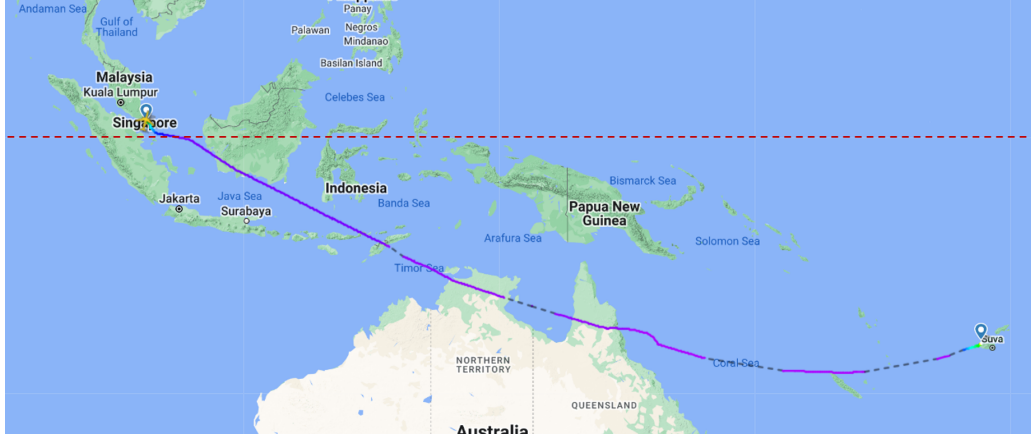 Andaman Sea
Gulf of
Thailand
Panay
Palawan
Negros
Mindanao
Basilan Island
Malaysia
Kuala Lumpur
Celebes Sea
Singapore
Indonesia
Bismarck Sea
Jakarta
Java Sea
Surabaya
Banda Sea
Papua New
Guinea
Arafura Sea
Solomon Sea
Timor Sea
Suva
NORTHERN
TERRITORY
Coral Sea
QUEENSLAND
Australia